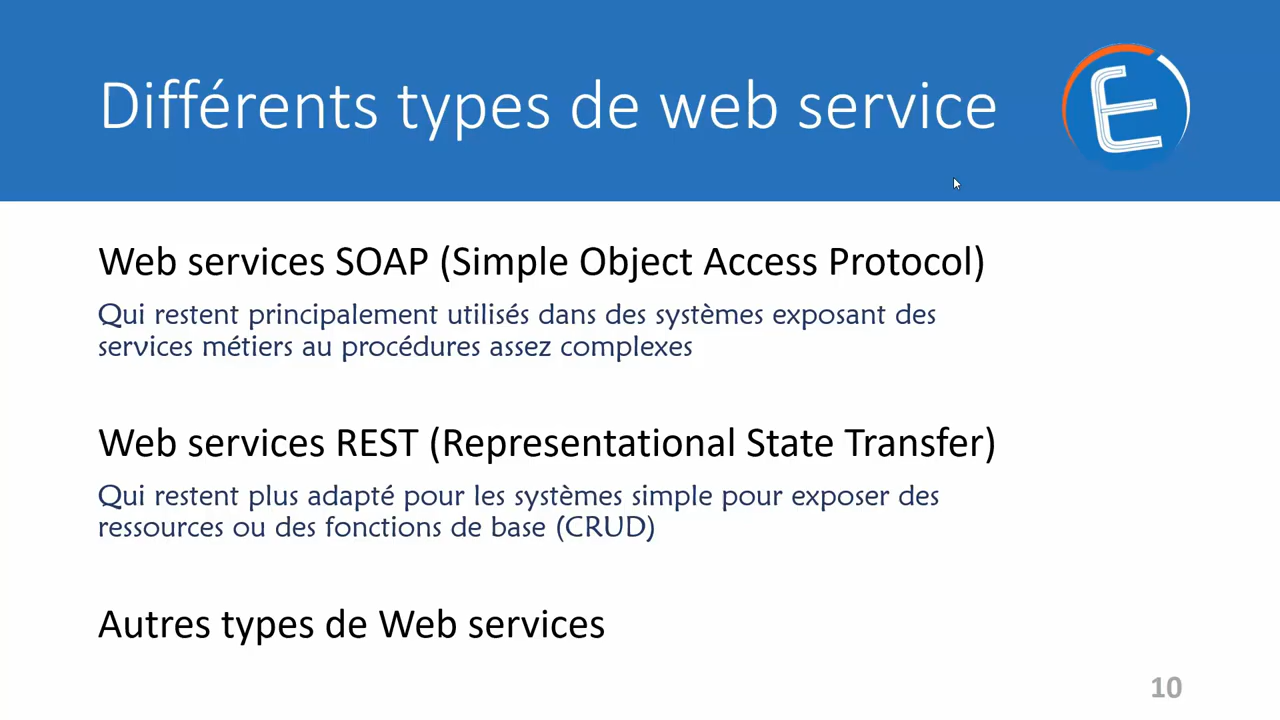 Différents types de web service
E
Web services SOAP (Simple Object Access Protocol)
Qui restent principalement utilisés dans des systèmes exposant des
services métiers au procédures assez complexes
Web services REST (Representational State Transfer)
Qui restent plus adapté pour les systèmes simple pour exposer des
ressources ou des fonctions de base (CRUD)
Autres types de Web services
10